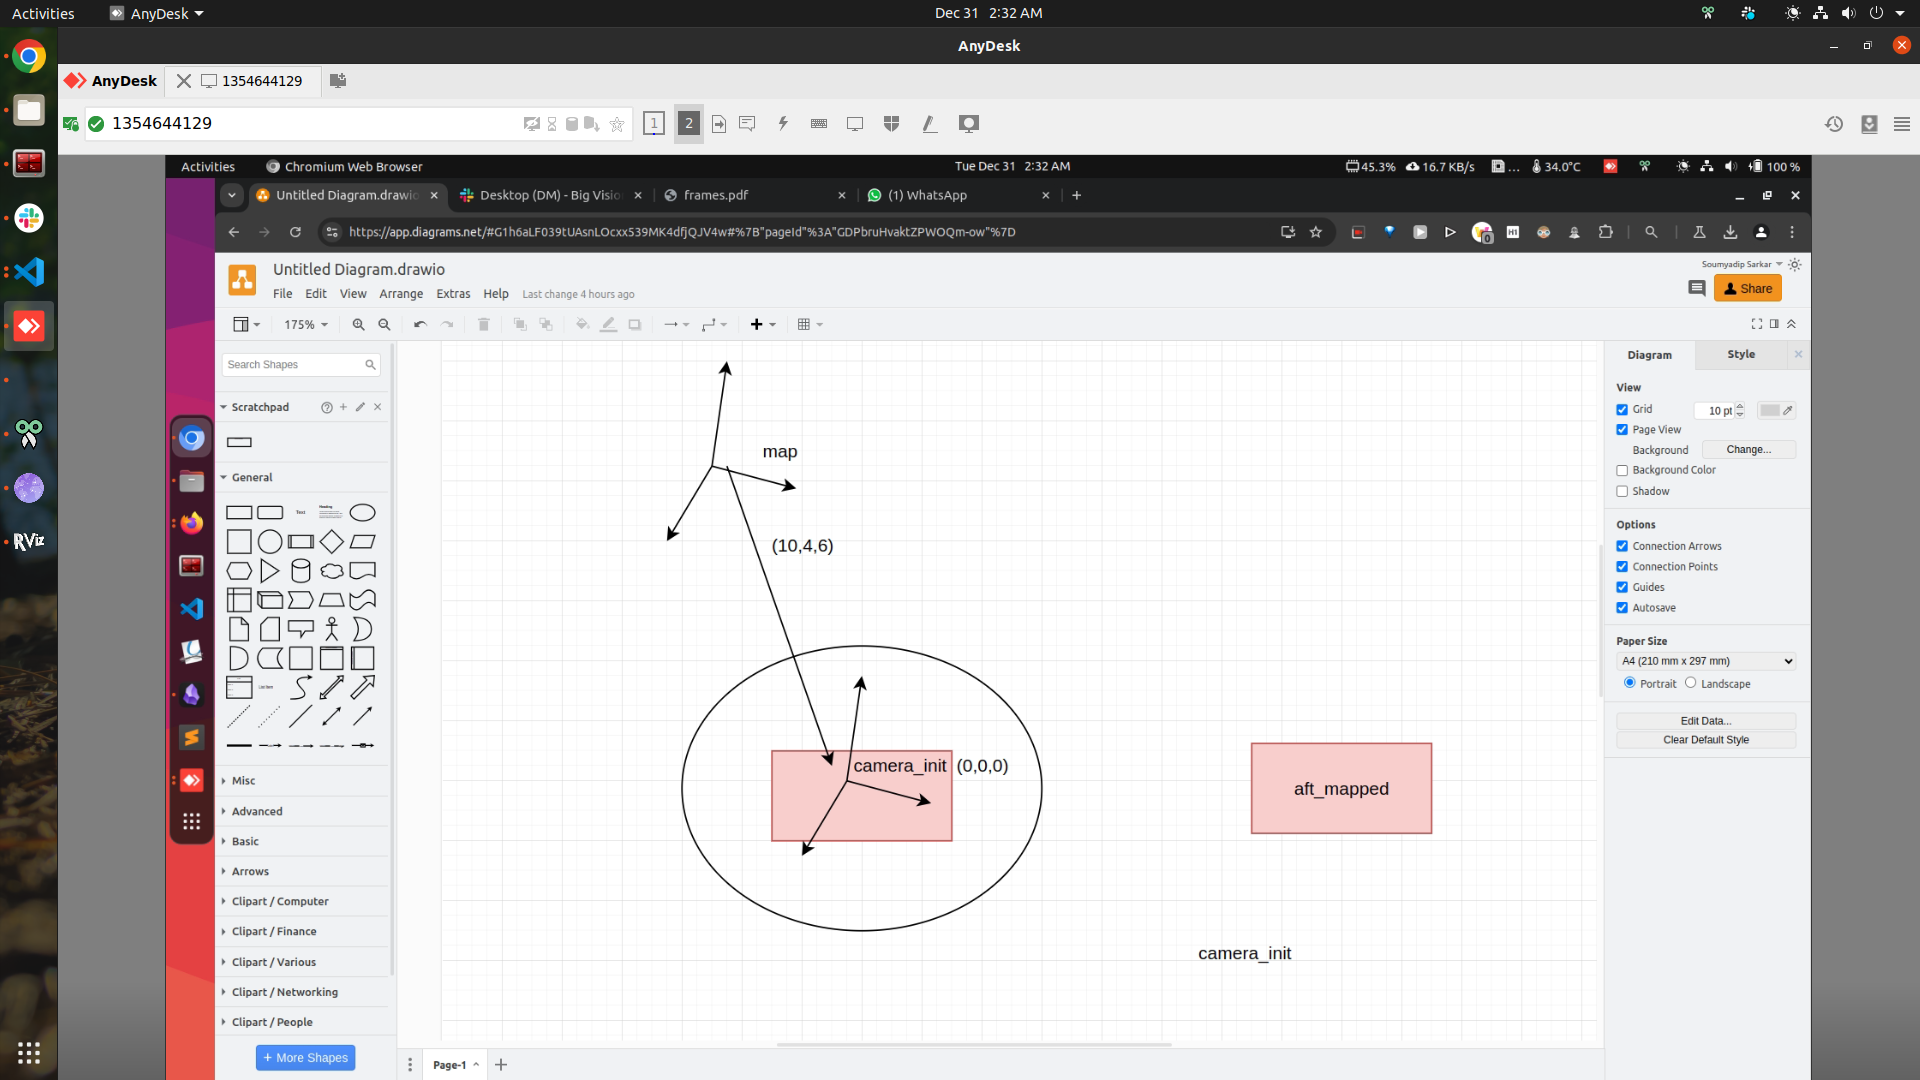 Activities
AnyDesk
Dec 31 2:32 AM
AnyDesk
AnyDesk
1354644129
1354644129
1
2
Activities
Chromium Web Browser
Tue Dec 31 2:32 AM
45.3%
16.7 KB/s
...
34.0°C
100 %
Untitled Diagram.drawio
Desktop (DM) - Big Visio
frames.pdf
(1) WhatsApp
https://app.diagrams.net/#G1h6aLF039tUAsnLOcxx539MK4dfjQJV4w#%7B"pageId"%3A"GDPbruHvaktZPWOQm-ow"%7D
0
H1
Untitled Diagram.drawio
Soumyadip Sarkar
File Edit View Arrange Extras Help Last change 4 hours ago
Share
175%
Search Shapes
Scratchpad
General
Text
Heading
List Item
Misc
Advanced
Basic
Arrows
Clipart / Computer
Clipart / Finance
Clipart / Various
Clipart / Networking
Clipart / People
+ More Shapes
RViz
map
(10,4,6)
camera_init (0,0,0)
aft_mapped
camera_init
Page-1
Diagram
Style
View
Grid
10 pt
Page View
Background
Change...
Background Color
Shadow
Options
Connection Arrows
Connection Points
Guides
Autosave
Paper Size
A4 (210 mm x 297 mm)
Portrait
Landscape
Edit Data...
Clear Default Style